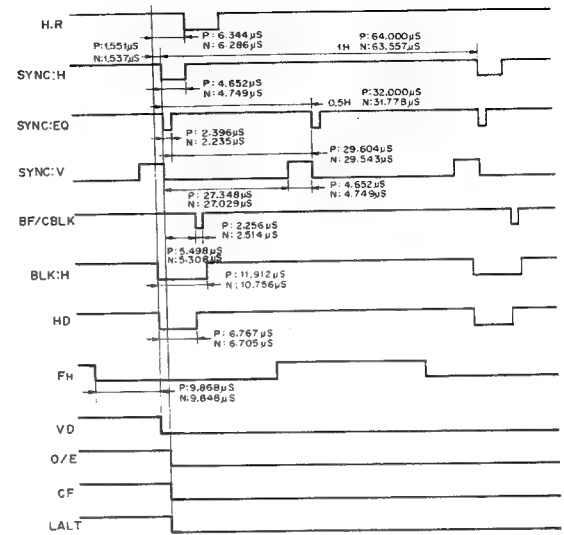 H.R
P: 6.344µS
N: 6.286µS
P:1,551µS
N:1,537µS
P:64.000µS
1H N: 63.557µS
SYNC:H
P: 4.652µS
N: 4.749µS
P:32.000µS
0.5H N:31.778µS
SYNC:EQ
P: 2.396µS
N: 2.235µS
P: 29.604µS
N: 29.543µS
SYNC:V
P: 4.652µS
N: 4.749µS
P: 27.348µS
N: 27.029µS
BF/CBLK
P: 2.256µS
N: 2.514µS
P:5.498µS
N:5.308µS
BLK:H
P:11,912µS
N;10.756µS
HD
P: 6.767µS
N: 6.705µS
FH
P:9.868µS
N:9.848µS
VD
O/E
CF
LALT